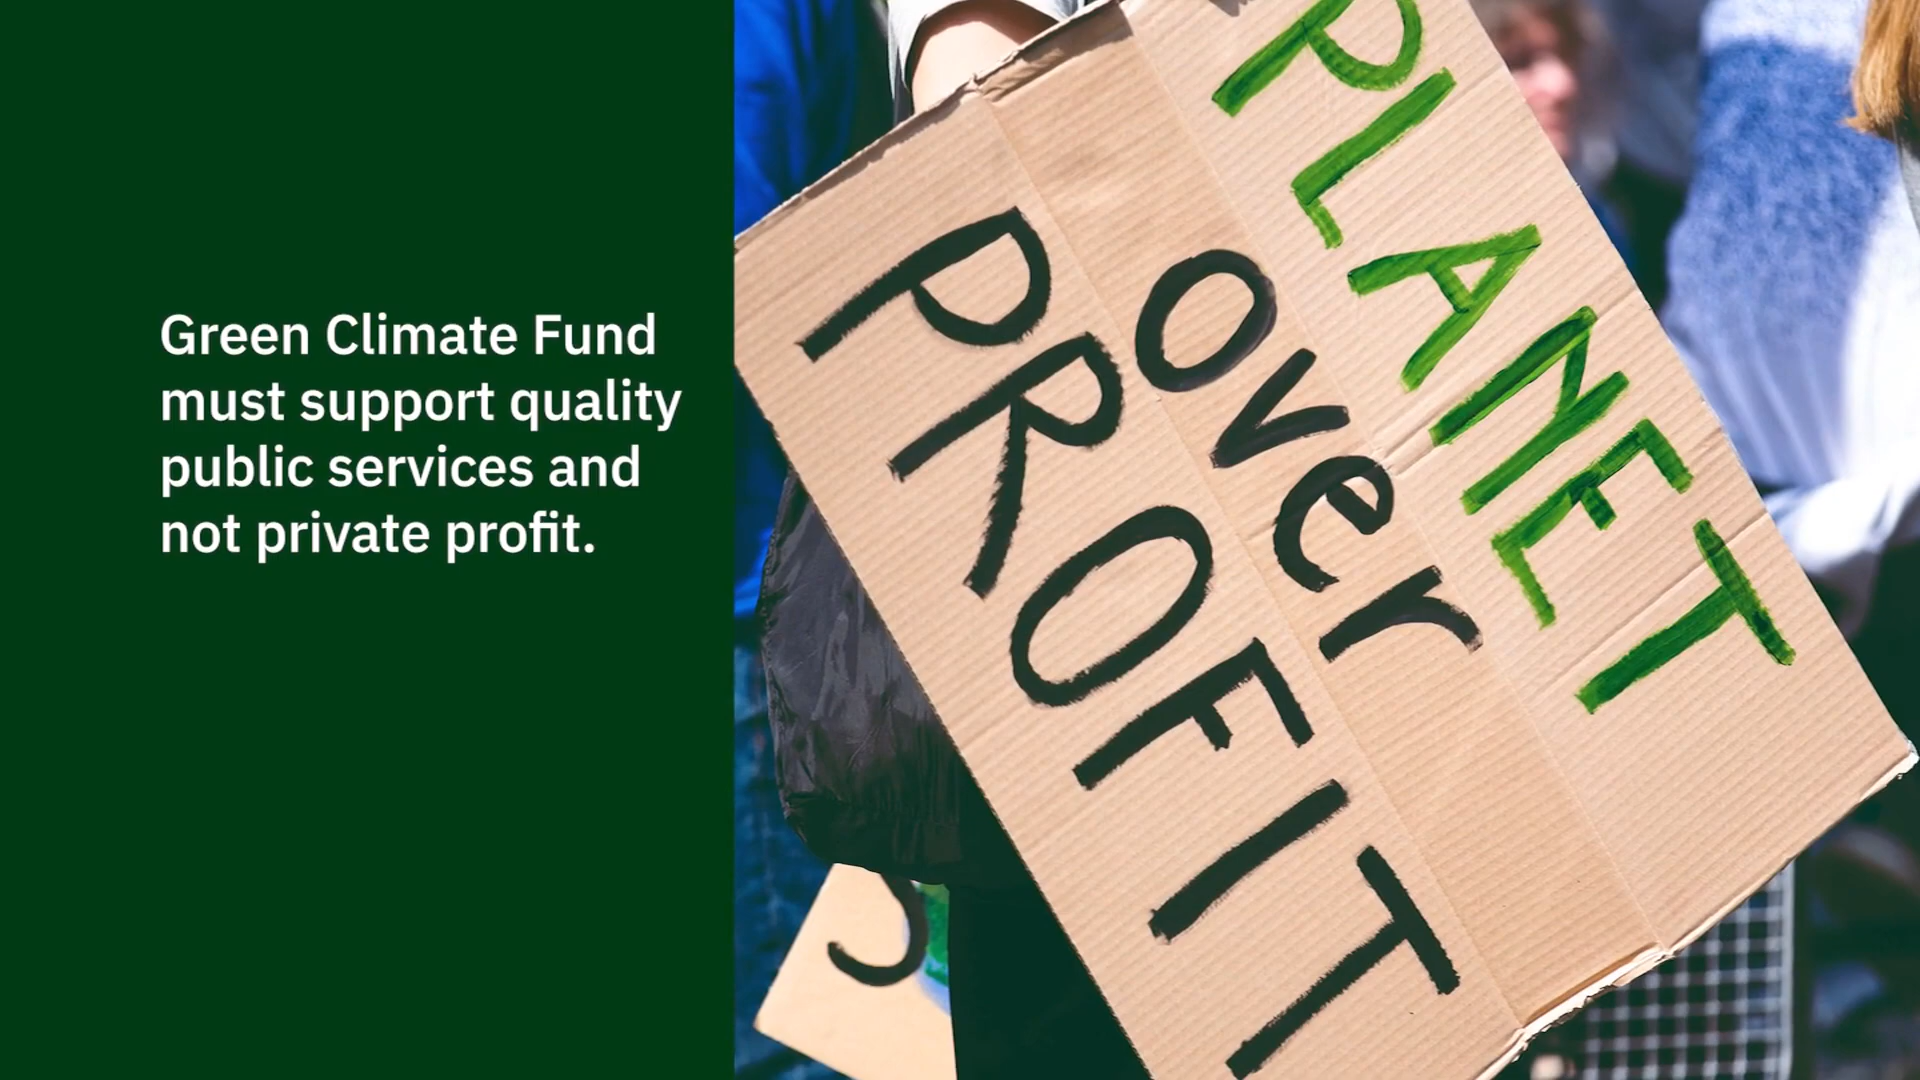 Green Climate Fund
must support quality
public services and
not private profit.
PLANET
over
PROFIT